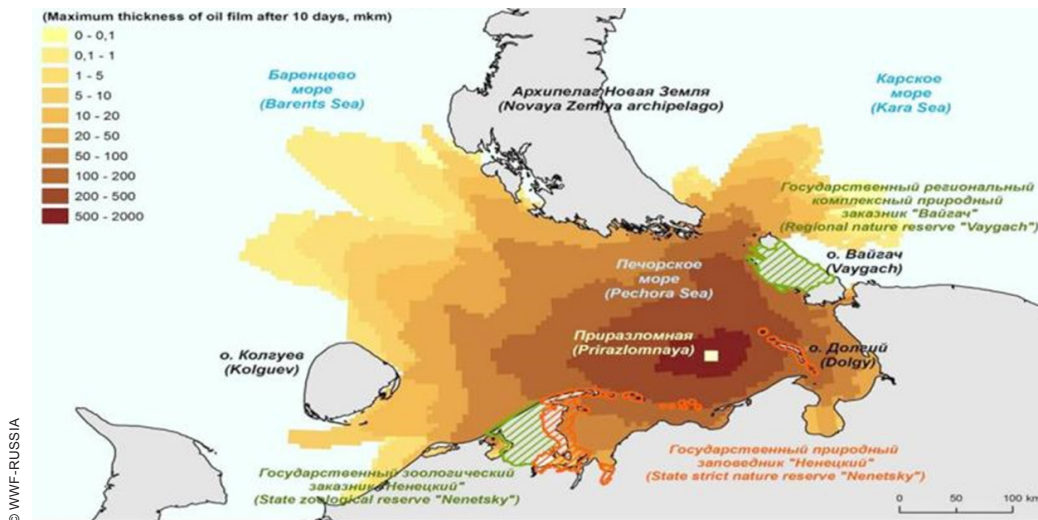 (Maximum thickness of oil film after 10 days, mkm)
0 - 0,1
0,1 - 1
1 - 5
5 - 10
10 - 20
20 - 50
50 - 100
100 - 200
200 - 500
500 - 2000
Баренцево
море
(Barents Sea)
Архипелаг Новая Земля
(Novaya Zemlya archipelago)
Карское
море
(Kara Sea)
Государственный региональный
комплексный природный
заказник "Вайгач"
(Regional nature reserve "Vaygach")
о. Вайгач
(Vaygach)
Печорское
море
(Pechora Sea)
Приразломная
(Prirazlomnaya)
о. Долгий
(Dolgy)
о. Колгуев
(Kolguev)
Государственный природный
заповедник "Ненецкий"
(State strict nature reserve "Nenetsky")
Государственный зоологический
заказник "Ненецкий"
(State zoological reserve "Nenetsky")
0 50 100 km
© WWF-RUSSIA